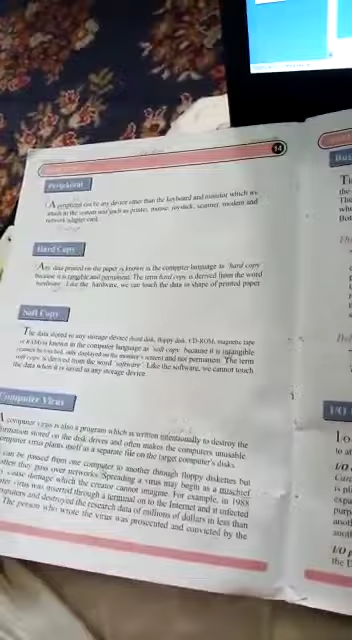 14
Peripheral
A peripheral can be any device other than the keyboard and monitor which we
attach to the system unit such as printer, mouse, joystick, scanner, modem and
network adapter card.
Hard Copy
Any data printed on the paper is known in the computer language as 'hard copy'
because it is tangible and permanent. The term hard copy is derived from the word
'hardware'. Like the hardware, we can touch the data in shape of printed paper
Soft Copy
The data stored in any storage device (hard disk, floppy disk, CD-ROM, magnetic tape
or RAM) is known in the computer language as 'soft copy' because it is intangible
(cannot be touched, only displayed on the monitor's screen) and not permanent. The term
'soft copy' is derived from the word 'software'. Like the software, we cannot touch
the data when it is saved in any storage device.
Computer Virus
A computer virus is also a program which is written intentionally to destroy the
stored on the disk drives and often makes the computers unusable.
computer virus plants itself as a separate file on the target computer's disks.
can be passed from one computer to another through floppy diskettes but
often they pass over networks. Spreading a virus may begin as a mischief
cause damage which the creator cannot imagine. For example, in 1988
virus was inserted through a terminal on to the Internet and it infected
computers and destroyed the research data of millions of dollars in less than
The person who wrote the virus was prosecuted and convicted by the
Bus
the
I/O
to
I/O
is
I/O
the